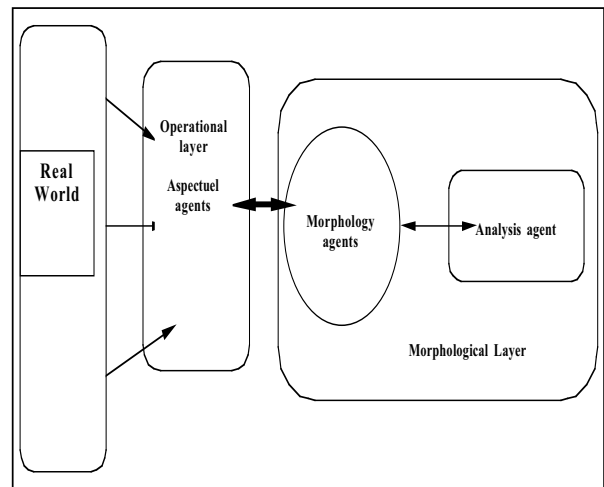 Real
World
Operational
layer
Aspectuel
agents
Morphology
agents
Analysis agent
Morphological Layer